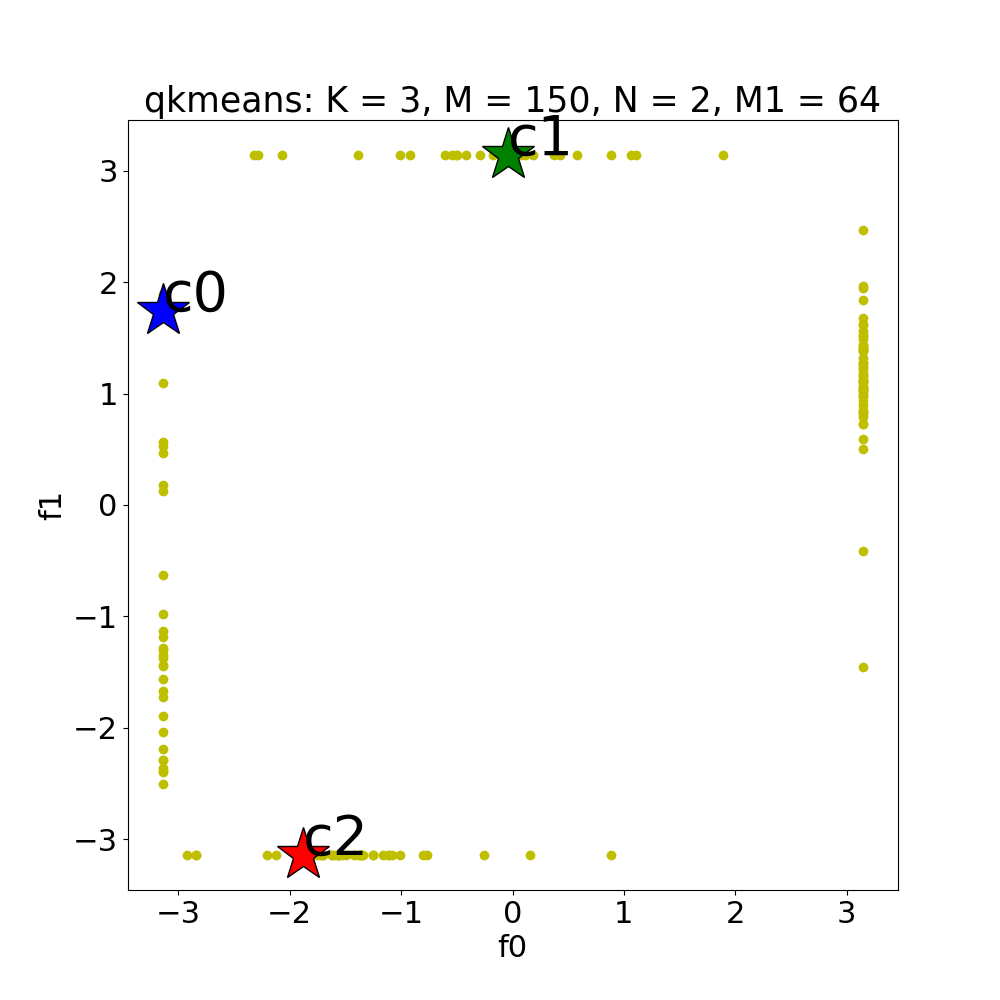 qkmeans: K = 3, M = 150, N = 2, M1 = 64
c1
3
2
c0
1
0
f1
−1
−2
−3
c2
−3 −2 −1 0 1 2 3
f0